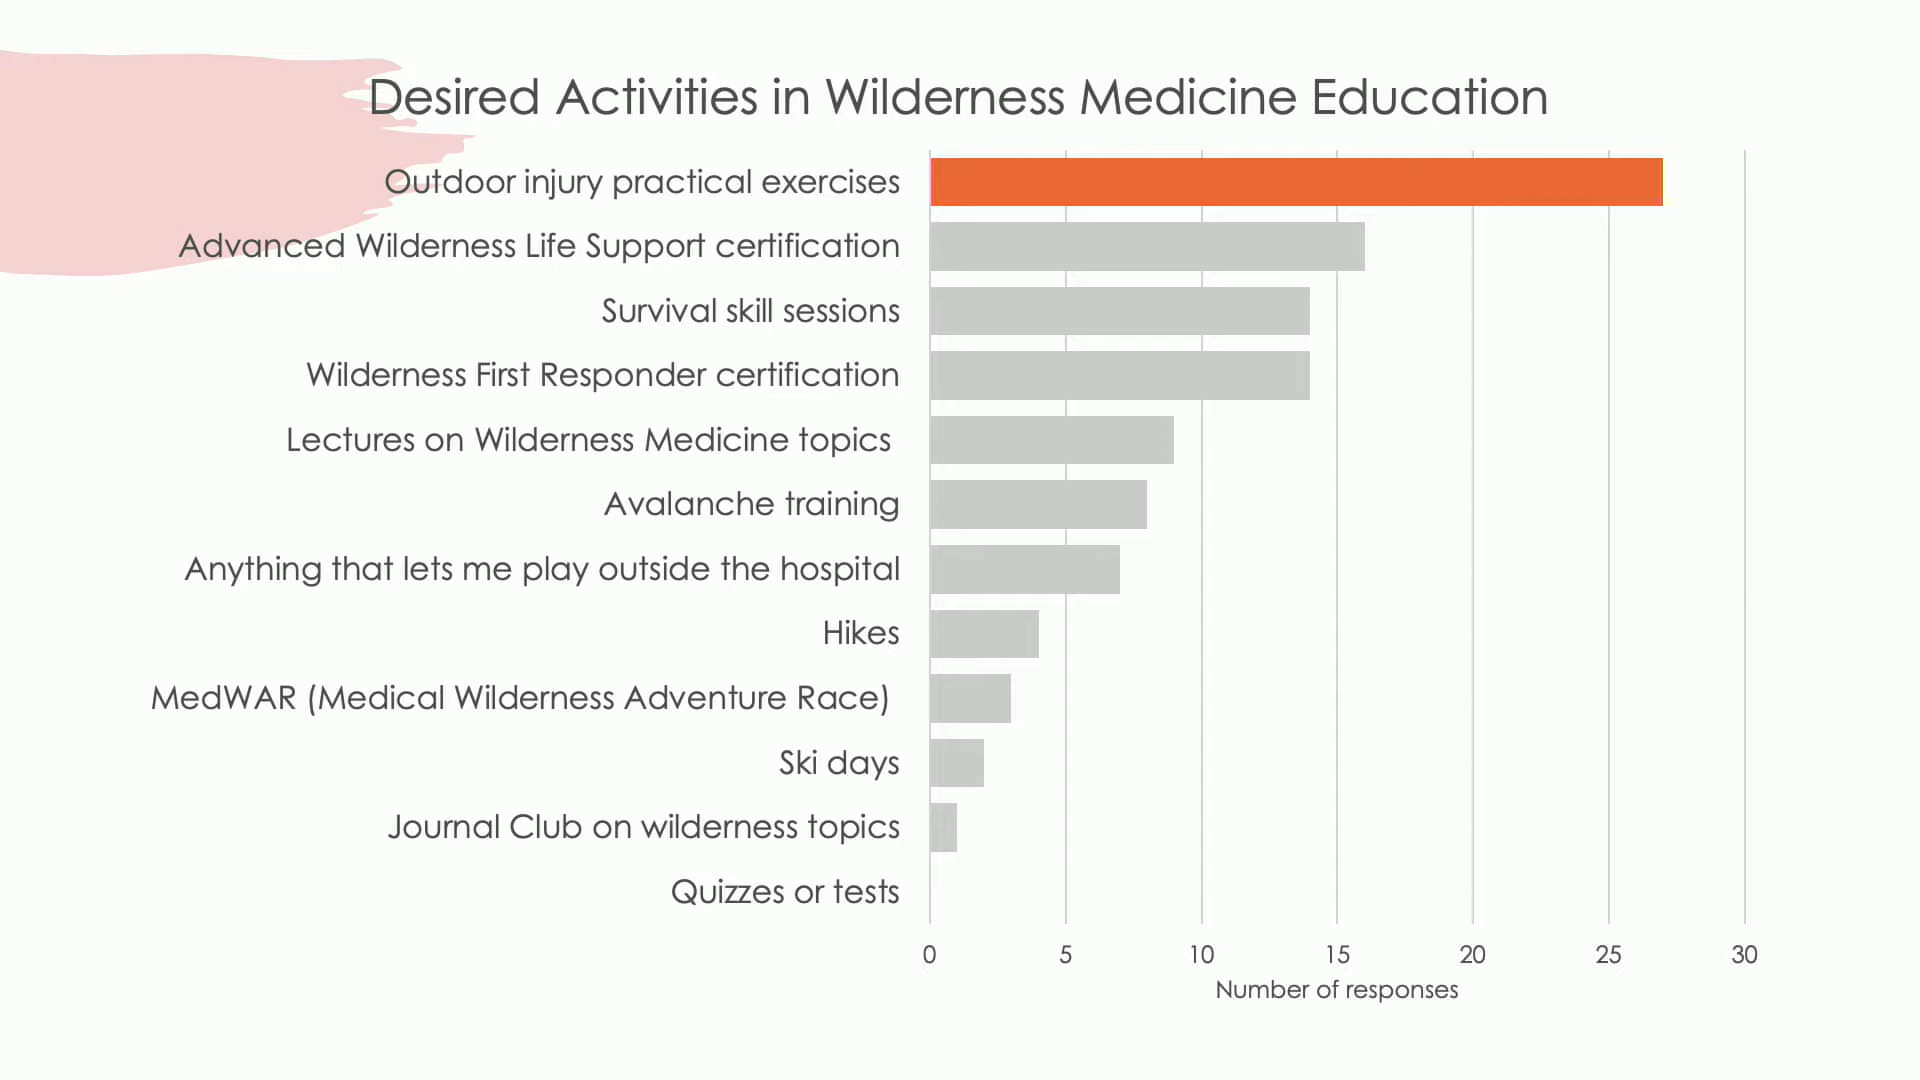 Desired Activities in Wilderness Medicine Education
Outdoor injury practical exercises
Advanced Wilderness Life Support certification
Survival skill sessions
Wilderness First Responder certification
Lectures on Wilderness Medicine topics
Avalanche training
Anything that lets me play outside the hospital
Hikes
MedWAR (Medical Wilderness Adventure Race)
Ski days
Journal Club on wilderness topics
Quizzes or tests
0 5 10 15 20 25 30
Number of responses